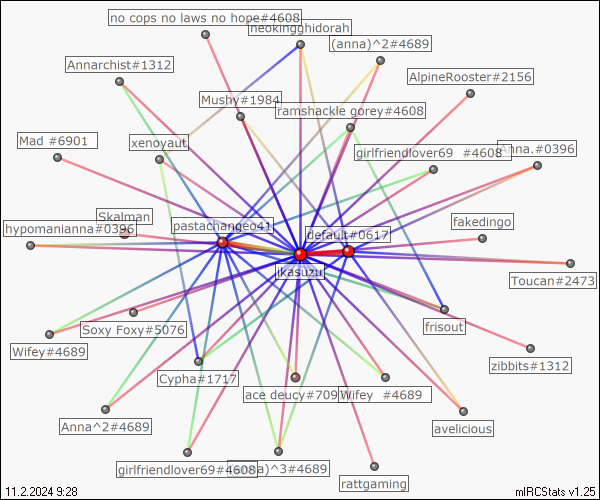 no cops no laws no hope#4608
neokingghidorah
(anna)^2#4689
Annarchist#1312
AlpineRooster#2156
Mushy#1984
ramshackle gorey#4608
Mad #6901
xenoyaut
girlfriendlover69 #4608
Anna.#0396
Skalman
pastachangeo41
fakedingo
hypomanianna#0396
default#0617
jkasuzu
Toucan#2473
Soxy Foxy#5076
frisout
Wifey#4689
zibbits#1312
Cypha#1717
ace deucy#709
Wifey #4689
Anna^2#4689
avelicious
girlfriendlover69#4608
)^3#4689
rattgaming
11.2.2024 9:28
mIRCStats v1.25